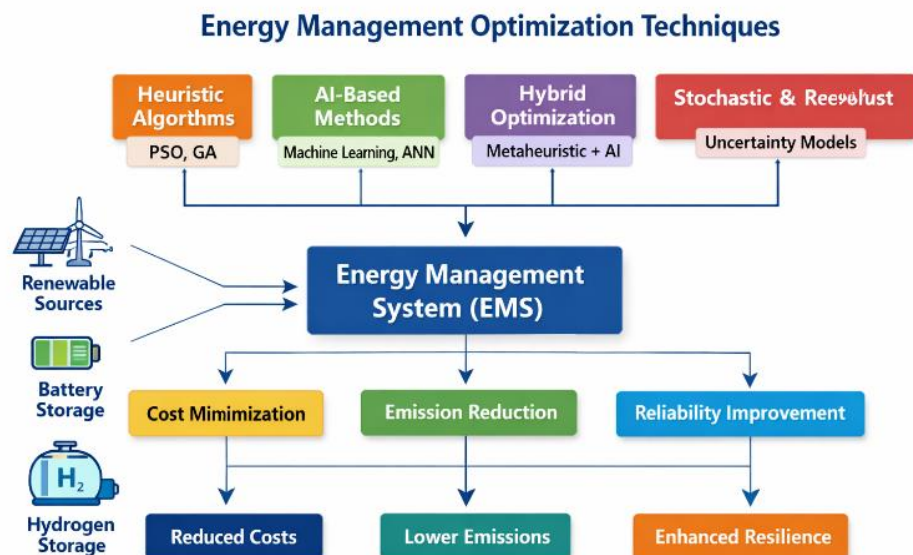 Energy Management Optimization Techniques
Heuristic
Algorithms
PSO, GA
AI-Based
Methods
Machine Learning, ANN
Hybrid
Optimization
Metaheuristic + AI
Stochastic &
Uncertainty Models
Renewable
Sources
Energy Management
System (EMS)
Battery
Storage
Cost Mimimization
Emission Reduction
Reliability Improvement
H₂
Hydrogen
Storage
Reduced Costs
Lower Emissions
Enhanced Resilience